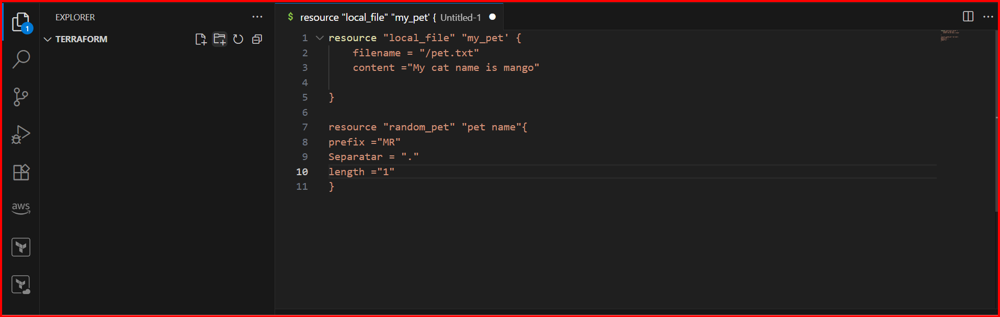 EXPLORER
TERRAFORM
1
aws
$ resource "local_file" "my_pet' { Untitled-1
1 resource "local_file" "my_pet' {
2 filename = "/pet.txt"
3 content ="My cat name is mango"
4
5 }
6
7 resource "random_pet" "pet name"{
8 prefix ="MR"
9 Separatar = "."
10 length ="1"
11 }